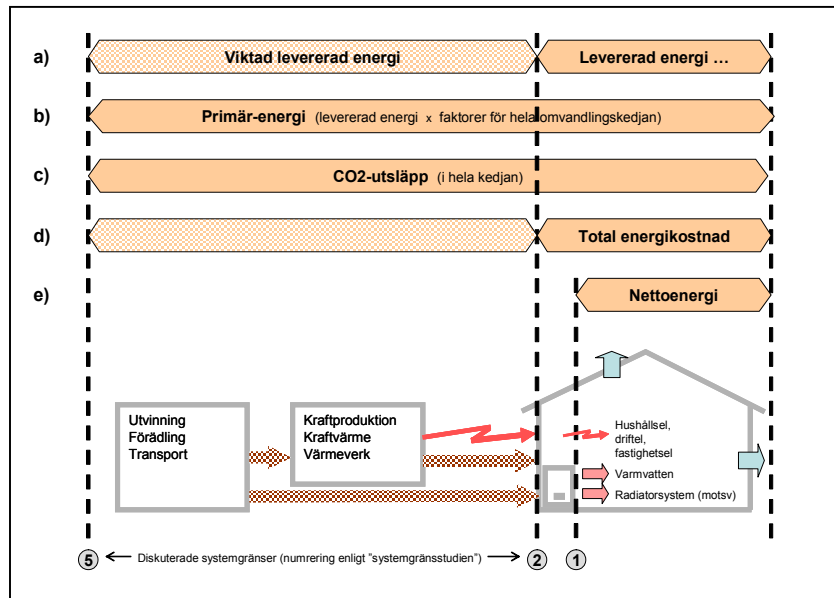 a) Viktad levererad energi Levererad energi ...
b) Primär-energi (levererad energi x faktorer för hela omvandlingskedjan)
c) CO2-utsläpp (i hela kedjan)
d) Total energikostnad
e) Nettoenergi
Utvinning
Förädling
Transport
Kraftproduktion
Kraftvärme
Värmeverk
Hushållsel,
driftel,
fastighetsel
Varmvatten
Radiatorsystem (motsv)
5 Diskuterade systemgränser (numrering enligt "systemgränsstudien") 2 1